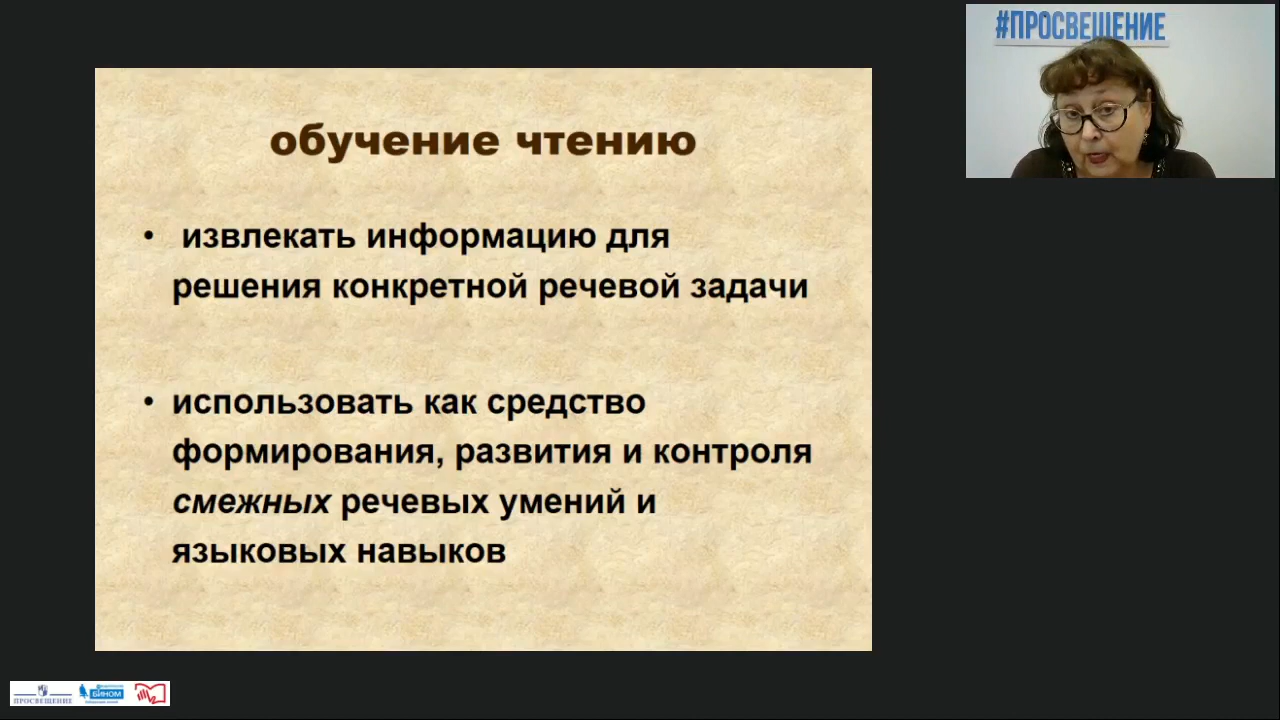 #ПРОСВЕЩЕНИЕ
обучение чтению
• извлекать информацию для
решения конкретной речевой задачи
• использовать как средство
формирования, развития и контроля
смежных речевых умений и
языковых навыков
ПРОСВЕЩЕНИЕ
БИНОМ